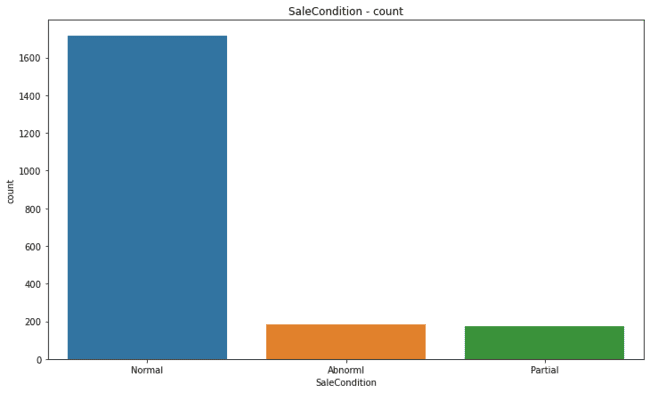 SaleCondition - count
1600
1400
1200
1000
800
600
400
200
0
count
Normal Abnorml Partial
SaleCondition